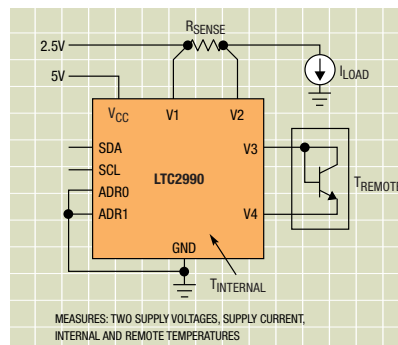 RSENSE
2.5V
5V
ILOAD
VCC V1 V2
SDA
SCL
ADR0
ADR1
LTC2990
V3
V4
TREMOTE
GND
TINTERNAL
MEASURES: TWO SUPPLY VOLTAGES, SUPPLY CURRENT,
INTERNAL AND REMOTE TEMPERATURES